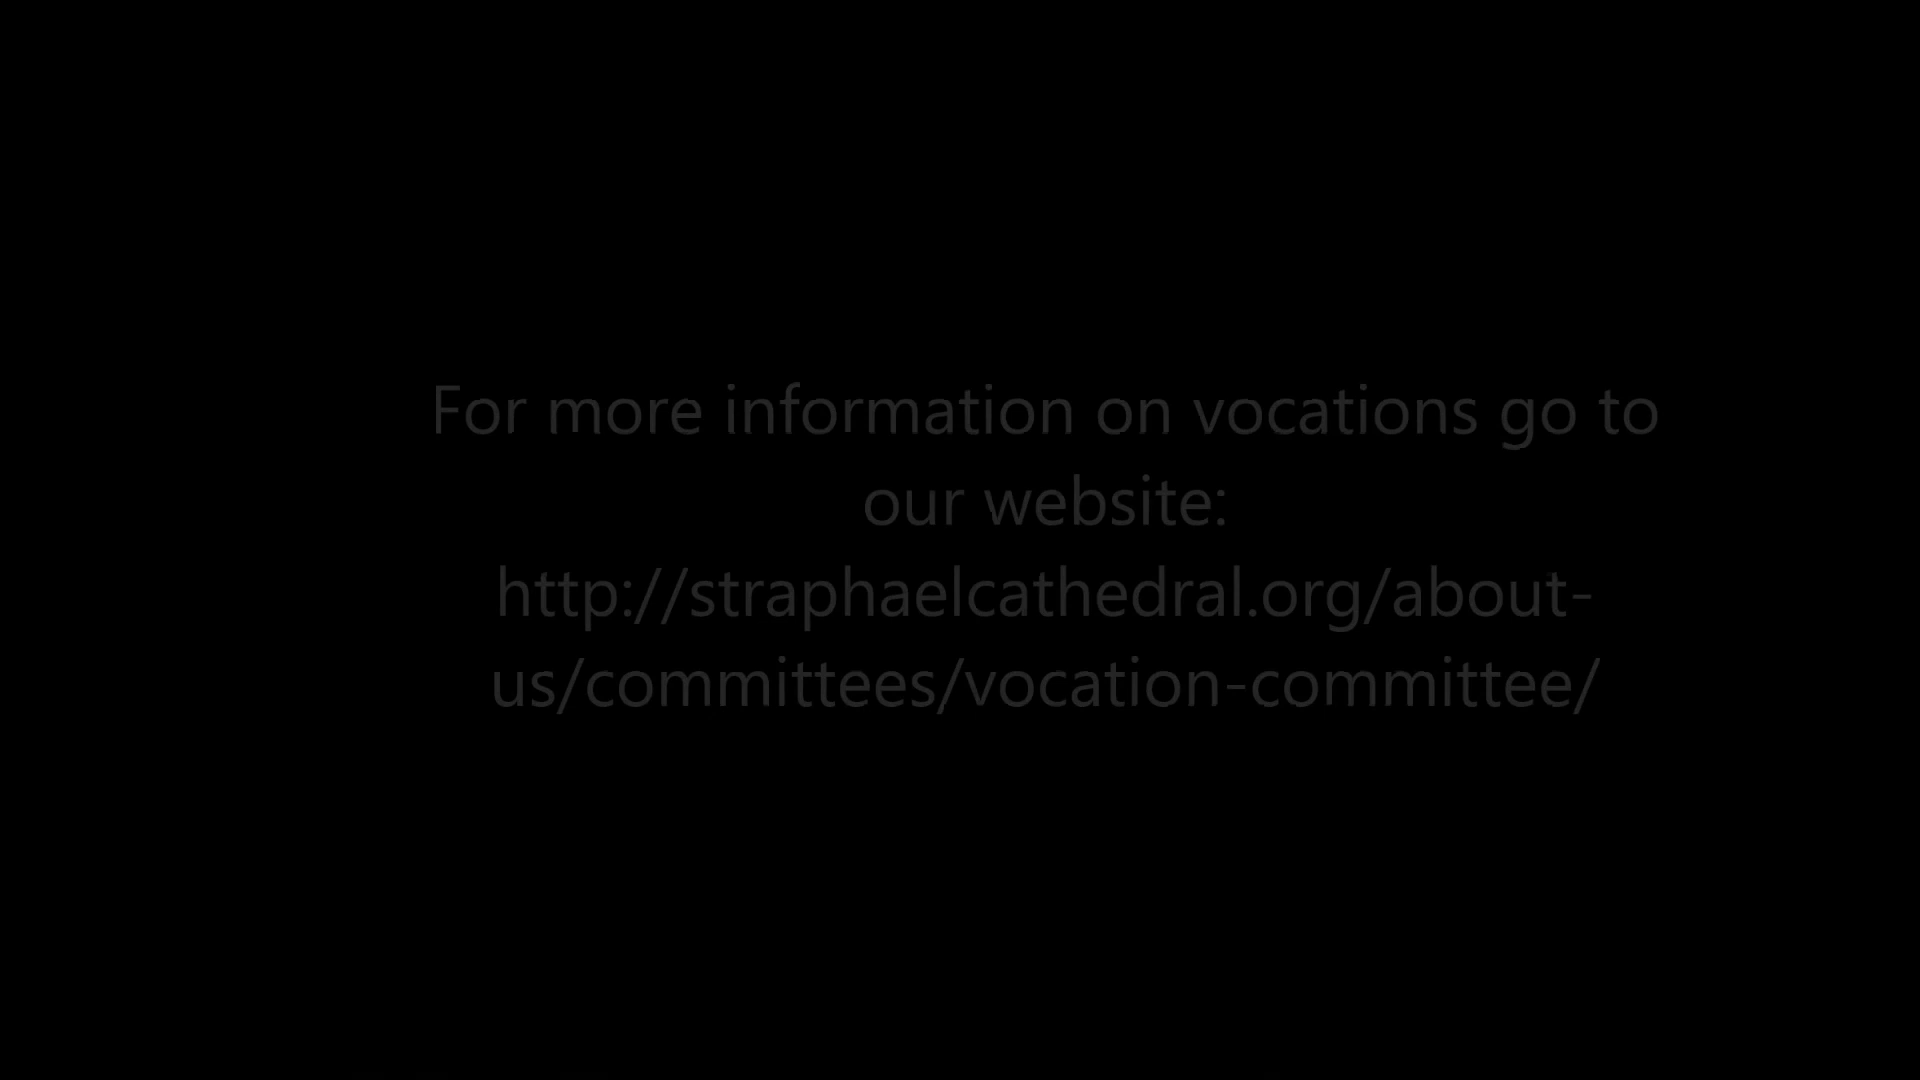 For more information on vocations go to
our website:
http://straphaelcathedral.org/about-
us/committees/vocation-committee/